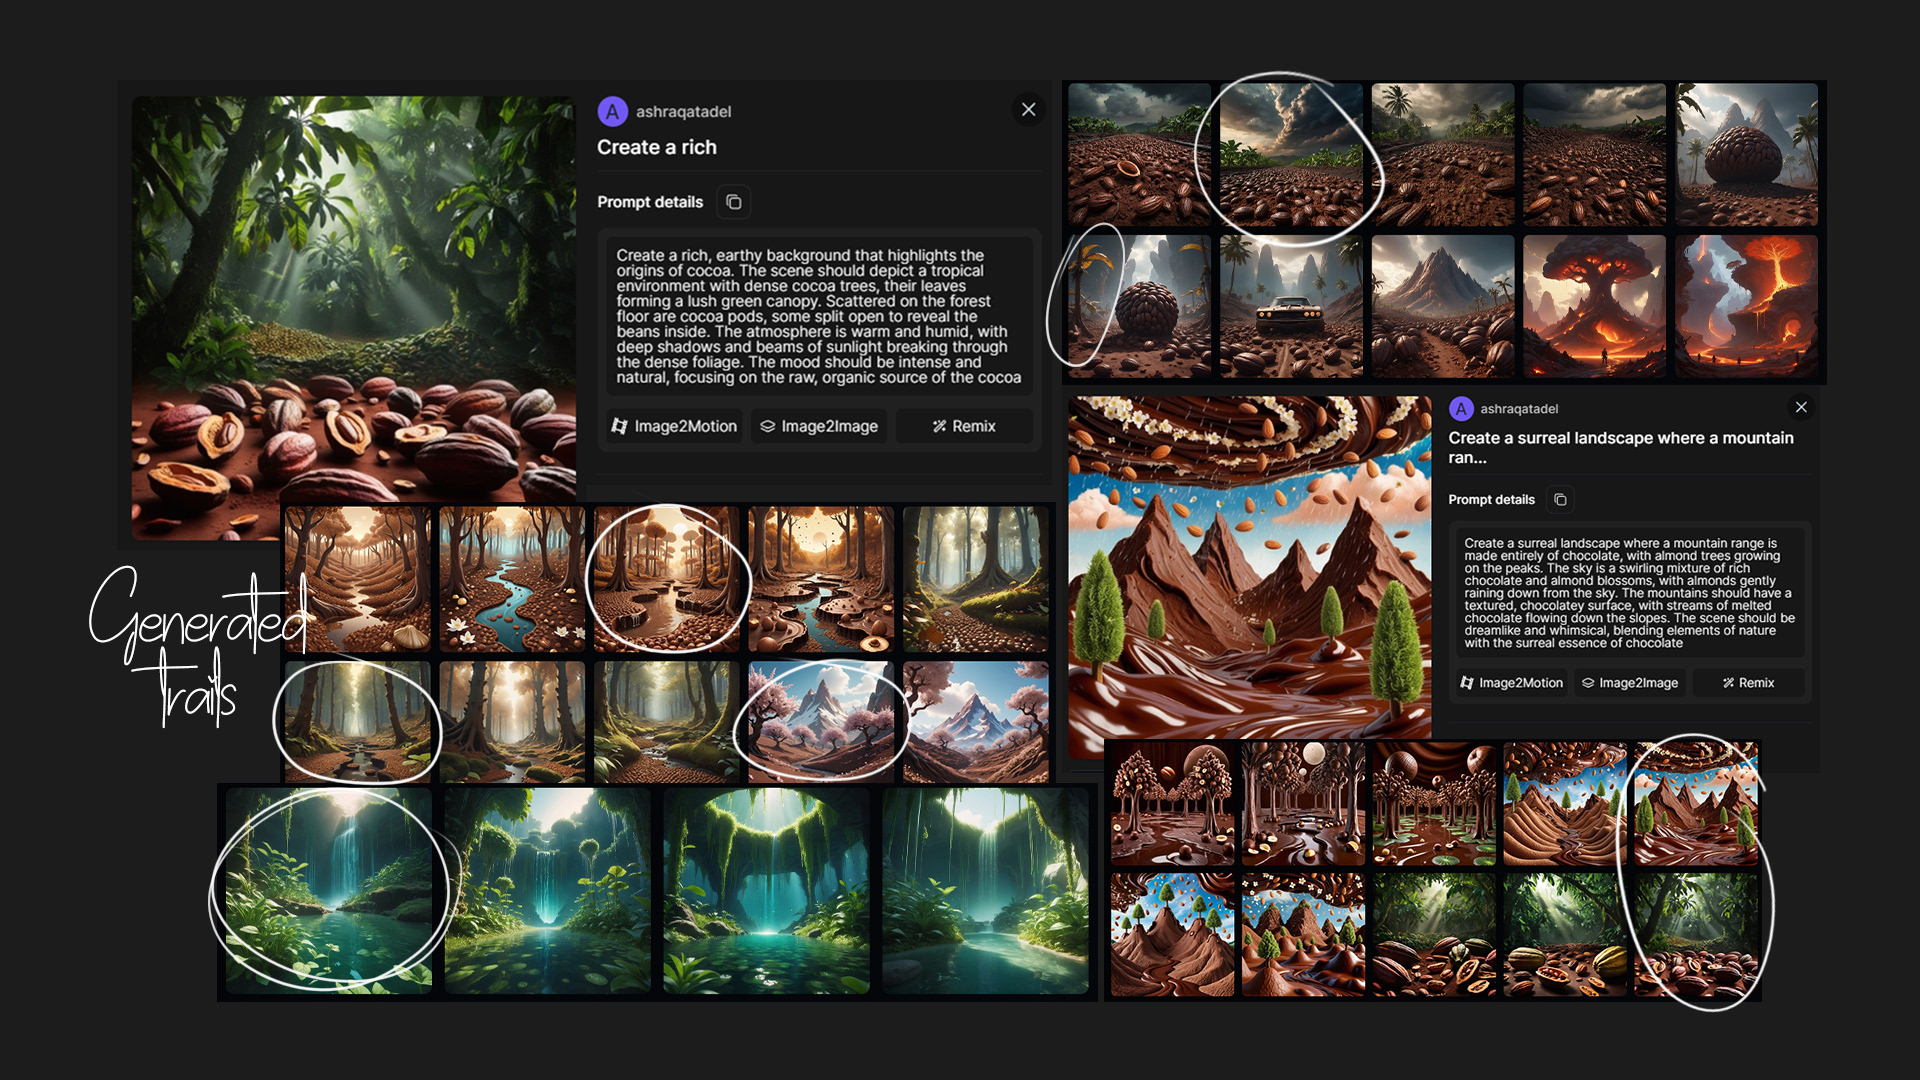 A ashraqatadel
Create a rich
Prompt details
Create a rich, earthy background that highlights the
origins of cocoa. The scene should depict a tropical
environment with dense cocoa trees, their leaves
forming a lush green canopy. Scattered on the forest
floor are cocoa pods, some split open to reveal the
beans inside. The atmosphere is warm and humid, with
deep shadows and beams of sunlight breaking through
the dense foliage. The mood should be intense and
natural, focusing on the raw, organic source of the cocoa
Image2Motion Image2Image Remix
A ashraqatadel
Create a surreal landscape where a mountain
ran...
Prompt details
Create a surreal landscape where a mountain range is
made entirely of chocolate, with almond trees growing
on the peaks. The sky is a swirling mixture of rich
chocolate and almond blossoms, with almonds gently
raining down from the sky. The mountains should have a
textured, chocolatey surface, with streams of melted
chocolate flowing down the slopes. The scene should be
dreamlike and whimsical, blending elements of nature
with the surreal essence of chocolate
Image2Motion Image2Image Remix
Generated
trails